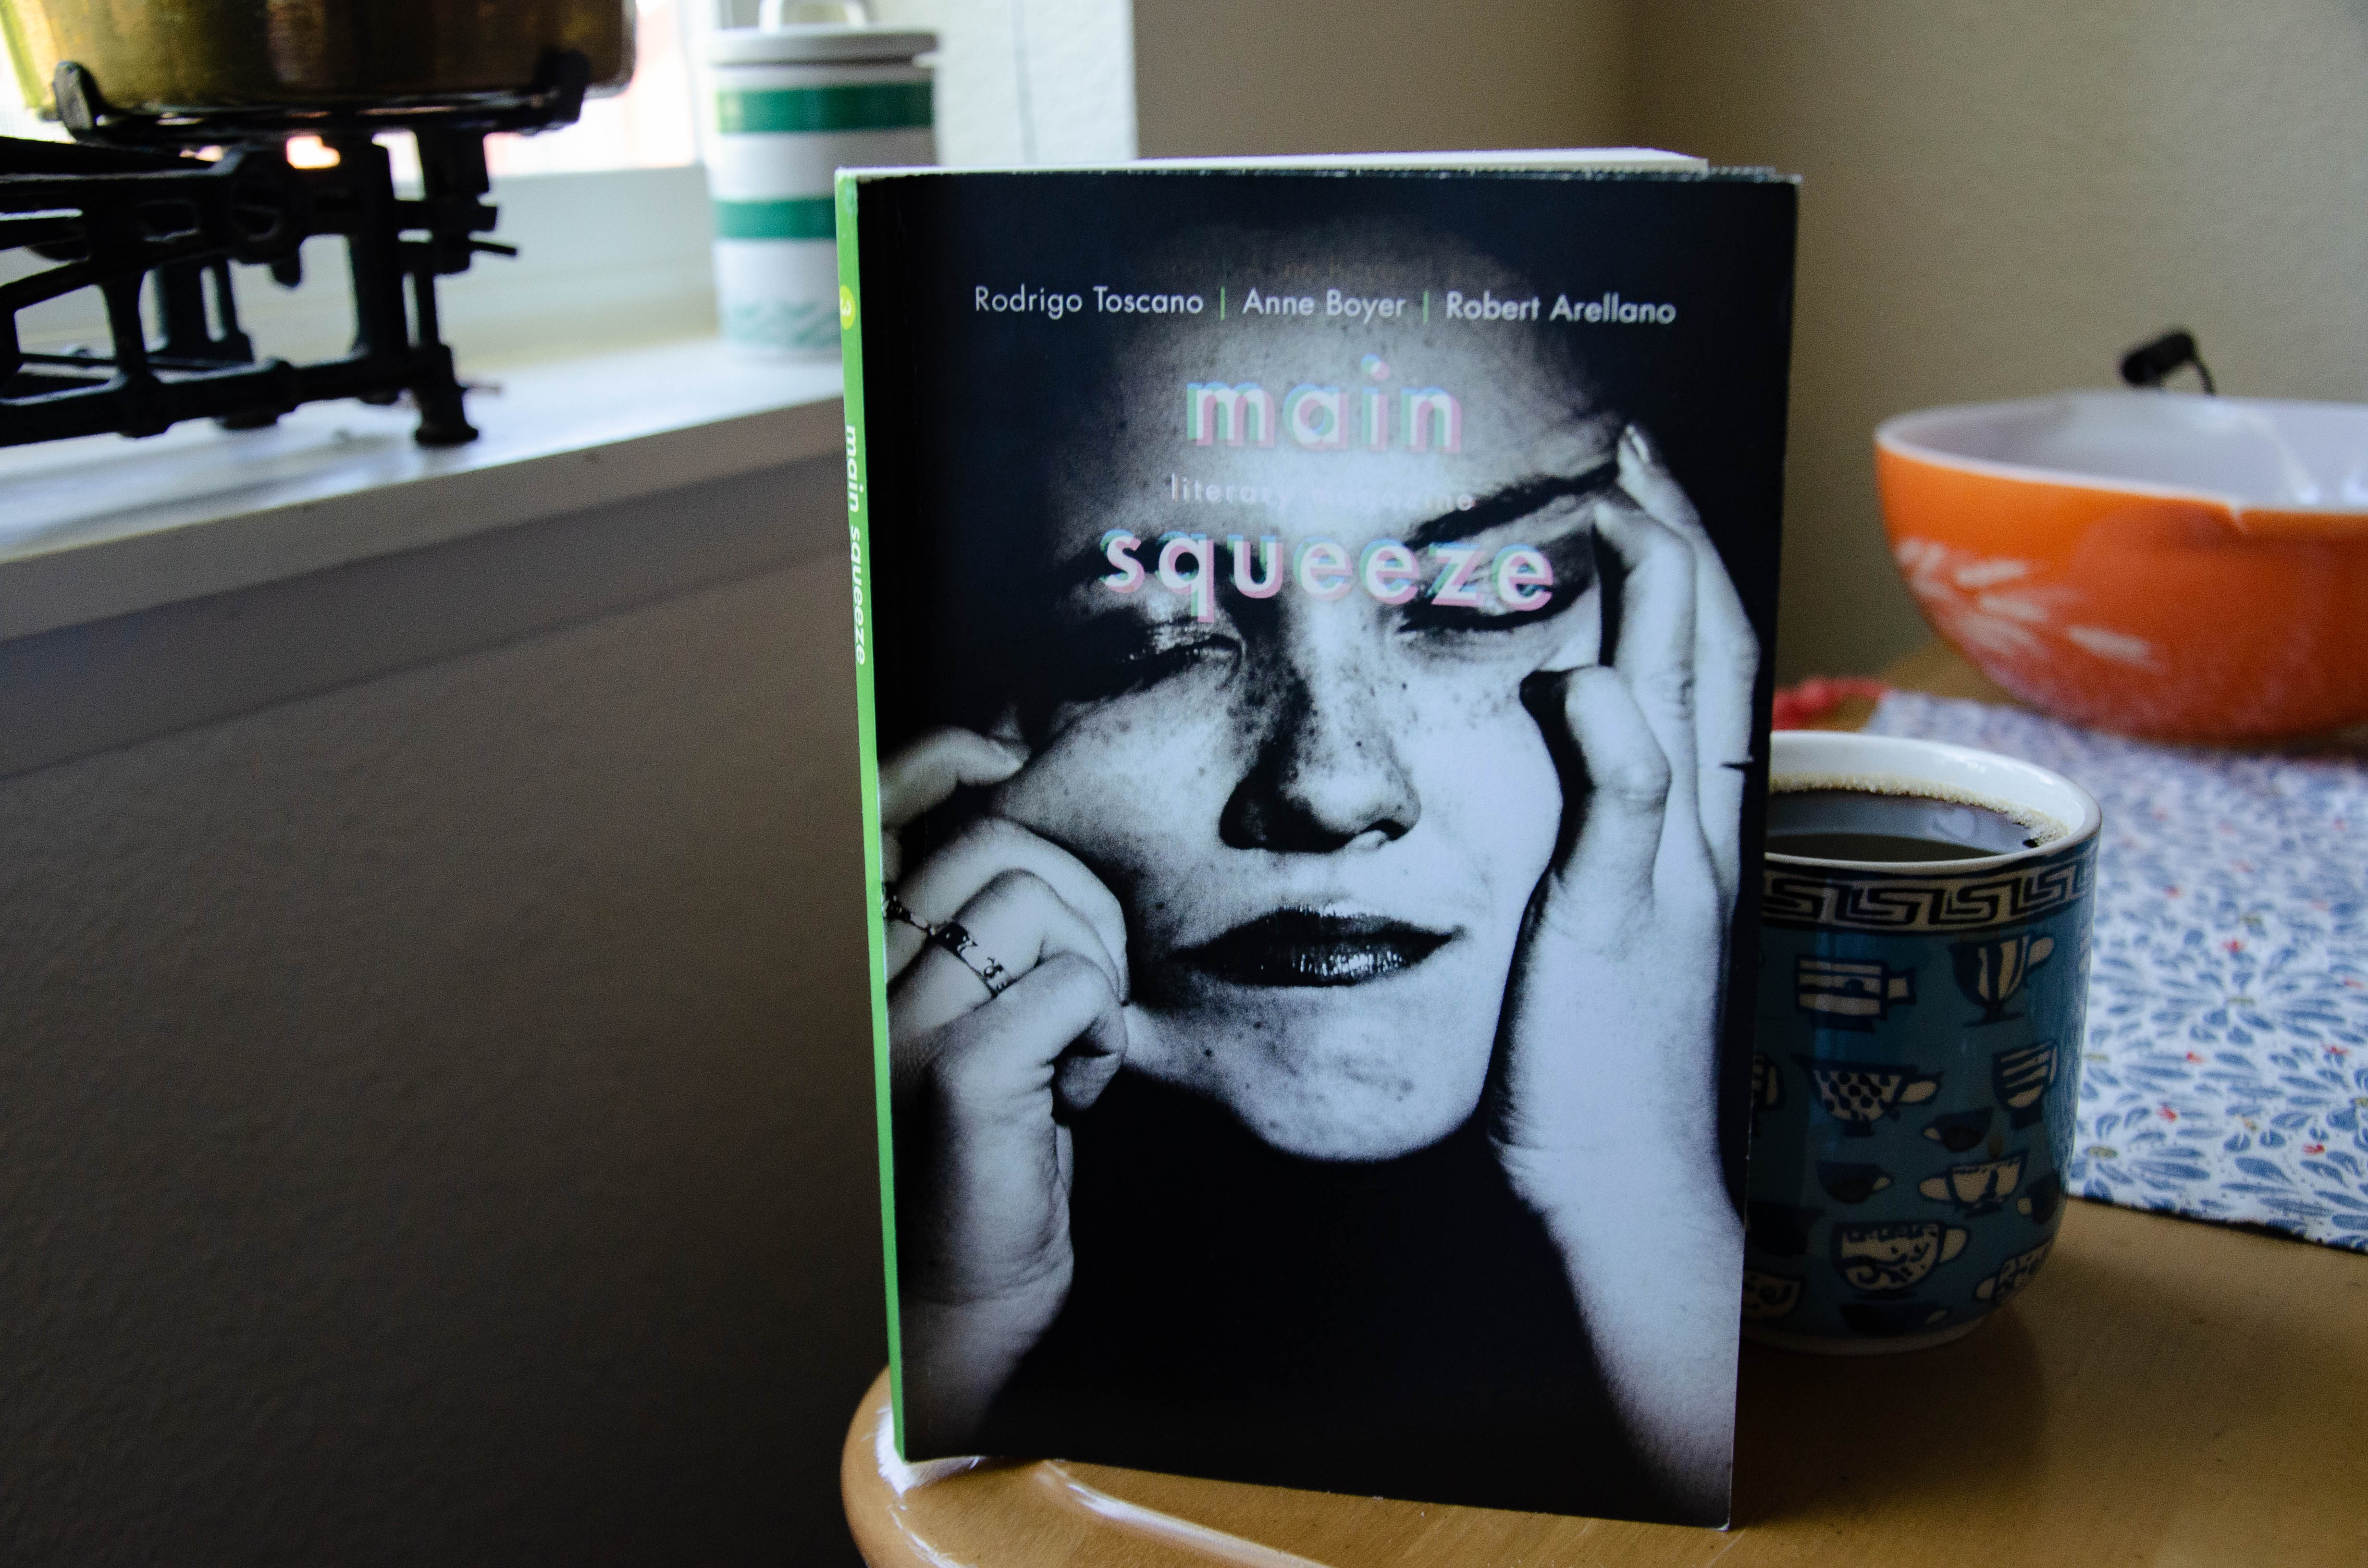 Rodrigo Toscano | Anne Boyer | Robert Arellano
main
literary magazine
squeeze
3
main squeeze